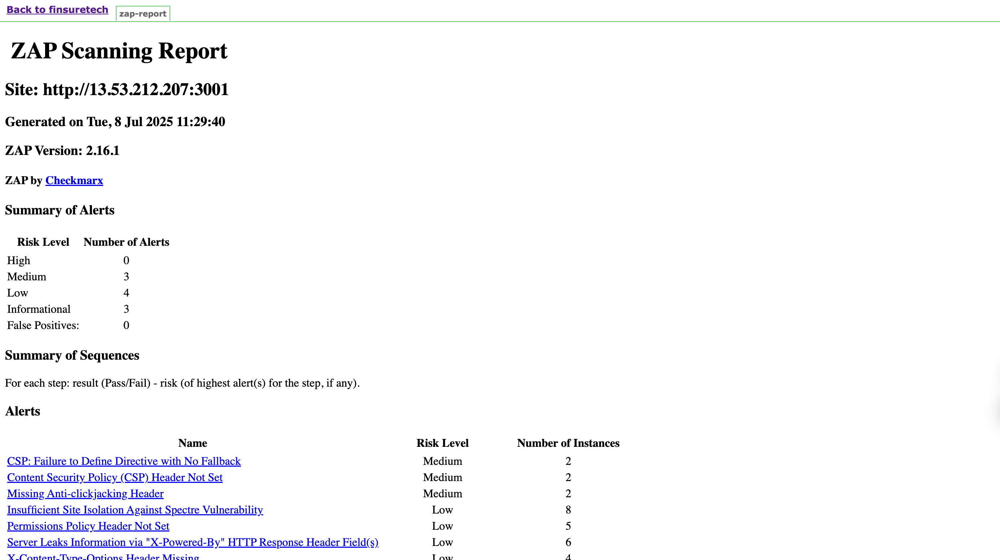 Back to finsuretech zap-report
ZAP Scanning Report
Site: http://13.53.212.207:3001
Generated on Tue, 8 Jul 2025 11:29:40
ZAP Version: 2.16.1
ZAP by Checkmarx
Summary of Alerts
Risk Level Number of Alerts
High 0
Medium 3
Low 4
Informational 3
False Positives: 0
Summary of Sequences
For each step: result (Pass/Fail) - risk (of highest alert(s) for the step, if any).
Alerts
Name Risk Level Number of Instances
CSP: Failure to Define Directive with No Fallback Medium 2
Content Security Policy (CSP) Header Not Set Medium 2
Missing Anti-clickjacking Header Medium 2
Insufficient Site Isolation Against Spectre Vulnerability Low 8
Permissions Policy Header Not Set Low 5
Server Leaks Information via "X-Powered-By" HTTP Response Header Field(s) Low 6
X-Content-Type-Options Header Missing Low 4